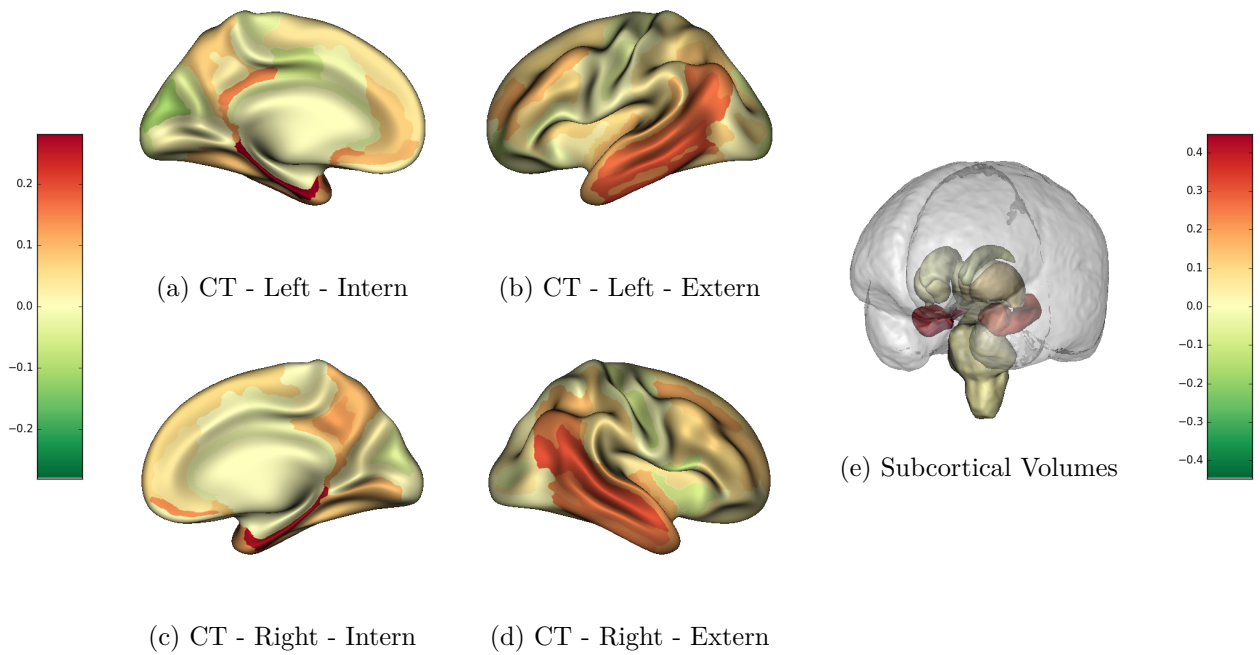 0.2
0.1
0.0
−0.1
−0.2
(a) CT - Left - Intern
(b) CT - Left - Extern
(c) CT - Right - Intern
(d) CT - Right - Extern
(e) Subcortical Volumes
0.4
0.3
0.2
0.1
0.0
−0.1
−0.2
−0.3
−0.4